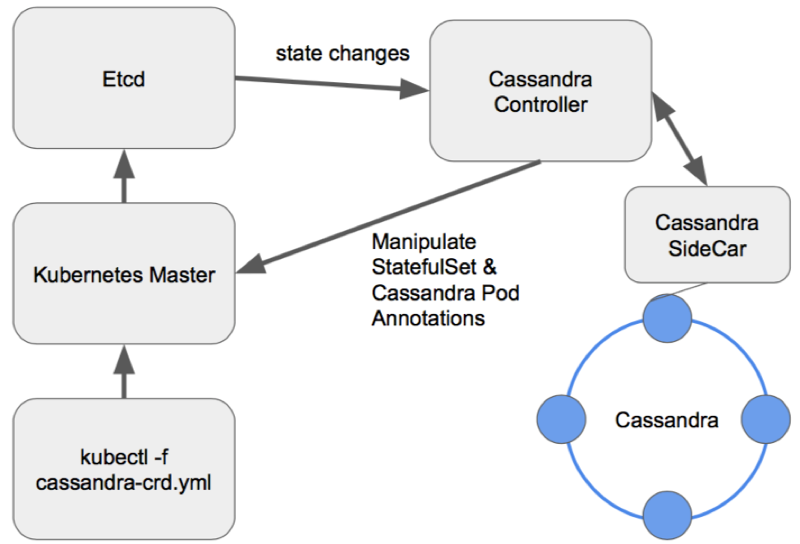 Etcd
state changes
Cassandra
Controller
Cassandra
SideCar
Kubernetes Master
Manipulate
StatefulSet &
Cassandra Pod
Annotations
kubectl -f
cassandra-crd.yml
Cassandra